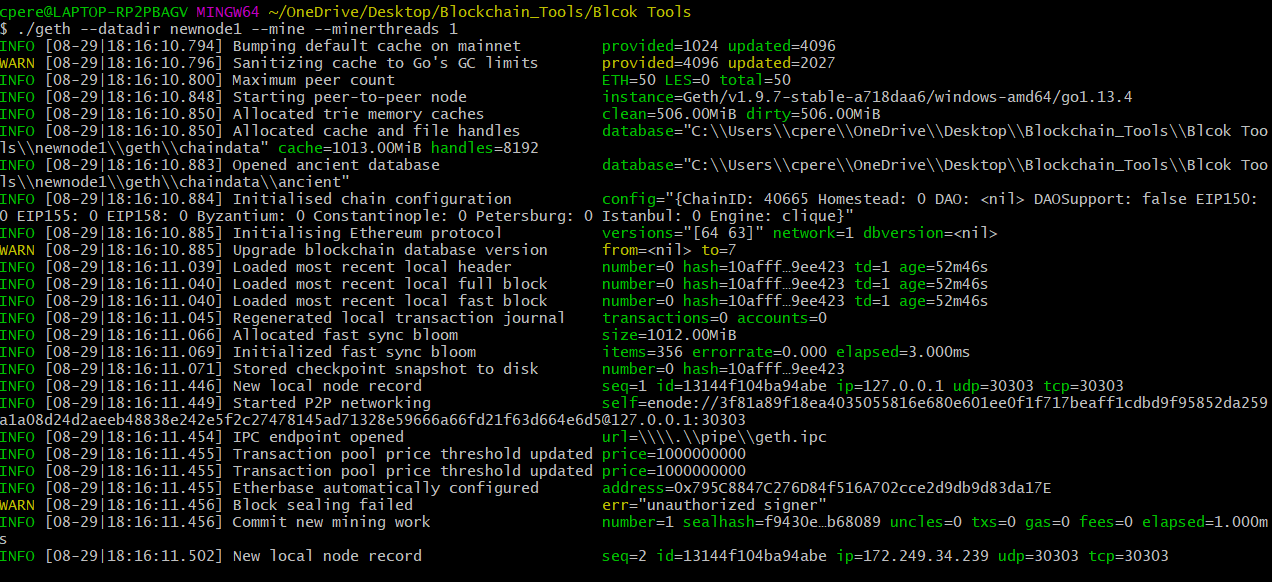 cpere@LAPTOP-RP2PBAGV MINGW64 ~/OneDrive/Desktop/Blockchain_Tools/Blcok Tools
$ ./geth --datadir newnode1 --mine --minerthreads 1
INFO [08-29|18:16:10.794] Bumping default cache on mainnet         provided=1024 updated=4096
WARN [08-29|18:16:10.796] Sanitizing cache to Go's GC limits       provided=4096 updated=2027
INFO [08-29|18:16:10.800] Maximum peer count                       ETH=50 LES=0 total=50
INFO [08-29|18:16:10.848] Starting peer-to-peer node               instance=Geth/v1.9.7-stable-a718daa6/windows-amd64/go1.13.4
INFO [08-29|18:16:10.850] Allocated trie memory caches             clean=506.00MiB dirty=506.00MiB
INFO [08-29|18:16:10.850] Allocated cache and file handles         database="C:\\Users\\cpere\\OneDrive\\Desktop\\Blockchain_Tools\\Blcok Too
ls\\newnode1\\geth\\chaindata" cache=1013.00MiB handles=8192
INFO [08-29|18:16:10.883] Opened ancient database                  database="C:\\Users\\cpere\\OneDrive\\Desktop\\Blockchain_Tools\\Blcok Too
ls\\newnode1\\geth\\chaindata\\ancient"
INFO [08-29|18:16:10.884] Initialised chain configuration          config="{ChainID: 40665 Homestead: 0 DAO: <nil> DAOSupport: false EIP150:
0 EIP155: 0 EIP158: 0 Byzantium: 0 Constantinople: 0 Petersburg: 0 Istanbul: 0 Engine: clique}"
INFO [08-29|18:16:10.885] Initialising Ethereum protocol           versions="[64 63]" network=1 dbversion=<nil>
WARN [08-29|18:16:10.885] Upgrade blockchain database version      from=<nil> to=7
INFO [08-29|18:16:11.039] Loaded most recent local header          number=0 hash=10afff…9ee423 td=1 age=52m46s
INFO [08-29|18:16:11.040] Loaded most recent local full block      number=0 hash=10afff…9ee423 td=1 age=52m46s
INFO [08-29|18:16:11.040] Loaded most recent local fast block      number=0 hash=10afff…9ee423 td=1 age=52m46s
INFO [08-29|18:16:11.045] Regenerated local transaction journal    transactions=0 accounts=0
INFO [08-29|18:16:11.066] Allocated fast sync bloom                size=1012.00MiB
INFO [08-29|18:16:11.069] Initialized fast sync bloom              items=356 errorrate=0.000 elapsed=3.000ms
INFO [08-29|18:16:11.071] Stored checkpoint snapshot to disk       number=0 hash=10afff…9ee423
INFO [08-29|18:16:11.446] New local node record                    seq=1 id=13144f104ba94abe ip=127.0.0.1 udp=30303 tcp=30303
INFO [08-29|18:16:11.449] Started P2P networking                   self=enode://3f81a89f18ea4035055816e680e601ee0f1f717beaff1cdbd9f95852da259
a1a08d24d2aeeb48838e242e5f2c27478145ad71328e59666a66fd21f63d664e6d5@127.0.0.1:30303
INFO [08-29|18:16:11.454] IPC endpoint opened                      url=\\\\.\\pipe\\geth.ipc
INFO [08-29|18:16:11.455] Transaction pool price threshold updated price=1000000000
INFO [08-29|18:16:11.455] Transaction pool price threshold updated price=1000000000
INFO [08-29|18:16:11.455] Etherbase automatically configured       address=0x795C8847C276D84f516A702cce2d9db9d83da17E
WARN [08-29|18:16:11.456] Block sealing failed                     err="unauthorized signer"
INFO [08-29|18:16:11.456] Commit new mining work                   number=1 sealhash=f9430e…b68089 uncles=0 txs=0 gas=0 fees=0 elapsed=1.000m
s
INFO [08-29|18:16:11.502] New local node record                    seq=2 id=13144f104ba94abe ip=172.249.34.239 udp=30303 tcp=30303